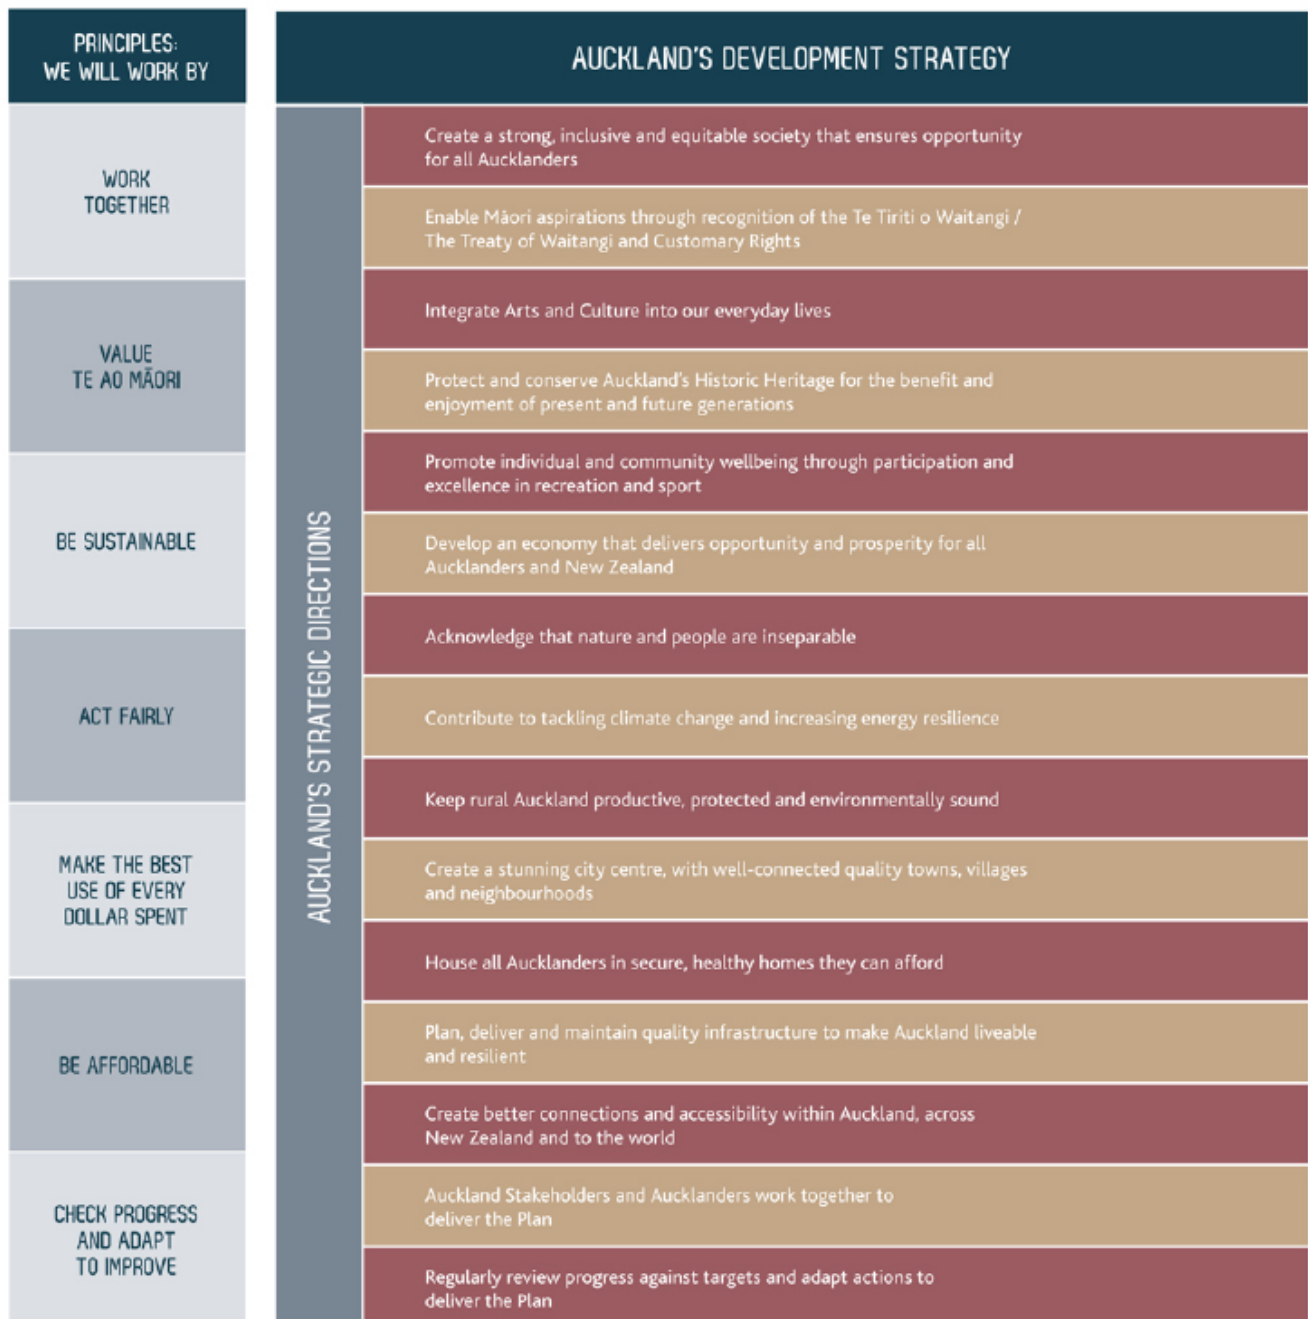 PRINCIPLES:
WE WILL WORK BY
WORK
TOGETHER
VALUE
TE AO MĀORI
BE SUSTAINABLE
ACT FAIRLY
MAKE THE BEST
USE OF EVERY
DOLLAR SPENT
BE AFFORDABLE
CHECK PROGRESS
AND ADAPT
TO IMPROVE
AUCKLAND'S DEVELOPMENT STRATEGY
AUCKLAND'S STRATEGIC DIRECTIONS
Create a strong, inclusive and equitable society that ensures opportunity
for all Aucklanders
Enable Māori aspirations through recognition of the Te Tiriti o Waitangi /
The Treaty of Waitangi and Customary Rights
Integrate Arts and Culture into our everyday lives
Protect and conserve Auckland's Historic Heritage for the benefit and
enjoyment of present and future generations
Promote individual and community wellbeing through participation and
excellence in recreation and sport
Develop an economy that delivers opportunity and prosperity for all
Aucklanders and New Zealand
Acknowledge that nature and people are inseparable
Contribute to tackling climate change and increasing energy resilience
Keep rural Auckland productive, protected and environmentally sound
Create a stunning city centre, with well-connected quality towns, villages
and neighbourhoods
House all Aucklanders in secure, healthy homes they can afford
Plan, deliver and maintain quality infrastructure to make Auckland liveable
and resilient
Create better connections and accessibility within Auckland, across
New Zealand and to the world
Auckland Stakeholders and Aucklanders work together to
deliver the Plan
Regularly review progress against targets and adapt actions to
deliver the Plan